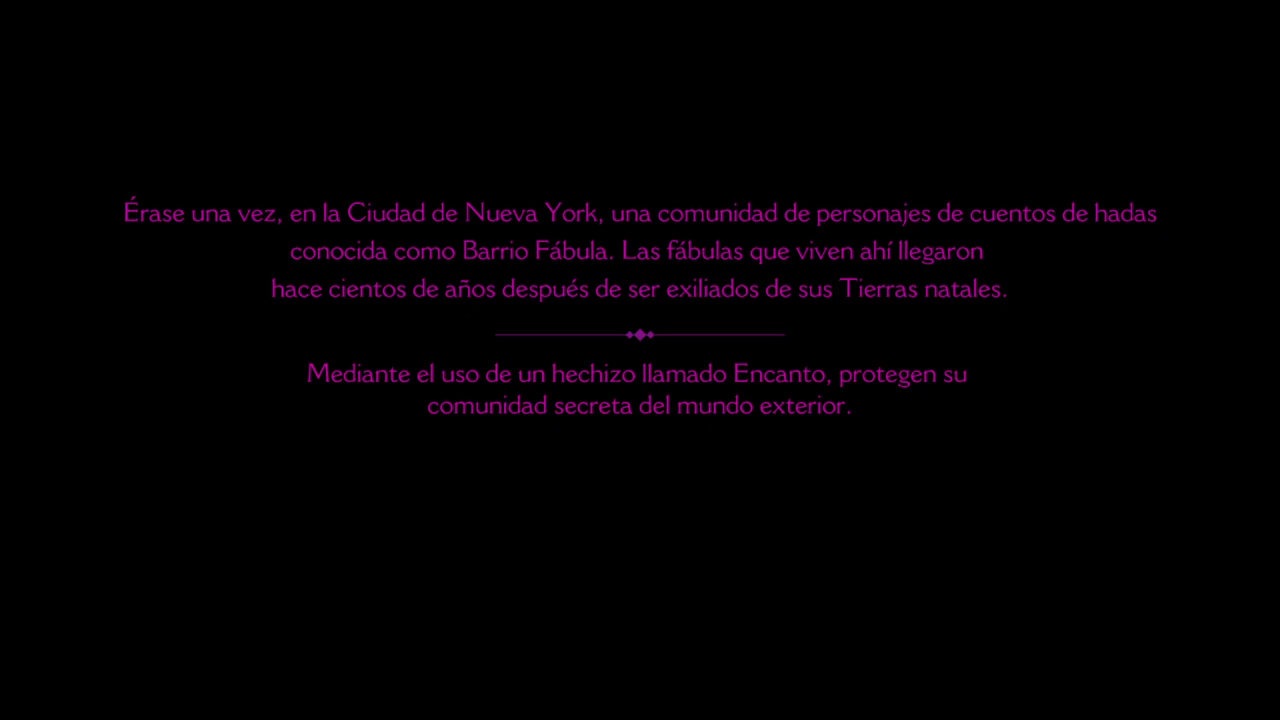 Érase una vez, en la Ciudad de Nueva York, una comunidad de personajes de cuentos de hadas
conocida como Barrio Fábula. Las fábulas que viven ahí llegaron
hace cientos de años después de ser exiliados de sus Tierras natales.
Mediante el uso de un hechizo llamado Encanto, protegen su
comunidad secreta del mundo exterior.